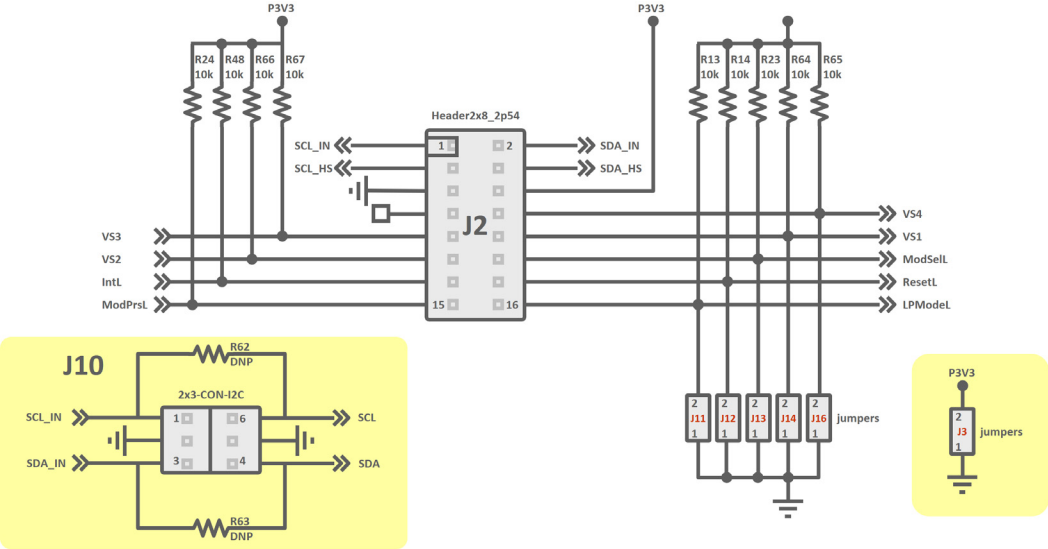 P3V3
P3V3
R24 R48 R66 R67
10k 10k 10k 10k
R13 R14 R23 R64 R65
10k 10k 10k 10k 10k
Header2x8_2p54
SCL_IN 1 2 SDA_IN
SCL_HS SDA_HS
J2
VS4
VS3 VS1
VS2 ModSelL
IntL ResetL
ModPrsL 15 16 LPModeL
J10
R62
DNP
2x3-CON-I2C
SCL_IN 1 6 SCL
SDA_IN 3 4 SDA
R63
DNP
2 2 2 2 2
J11 J12 J13 J14 J16 jumpers
1 1 1 1 1
P3V3
2
J3 jumpers
1